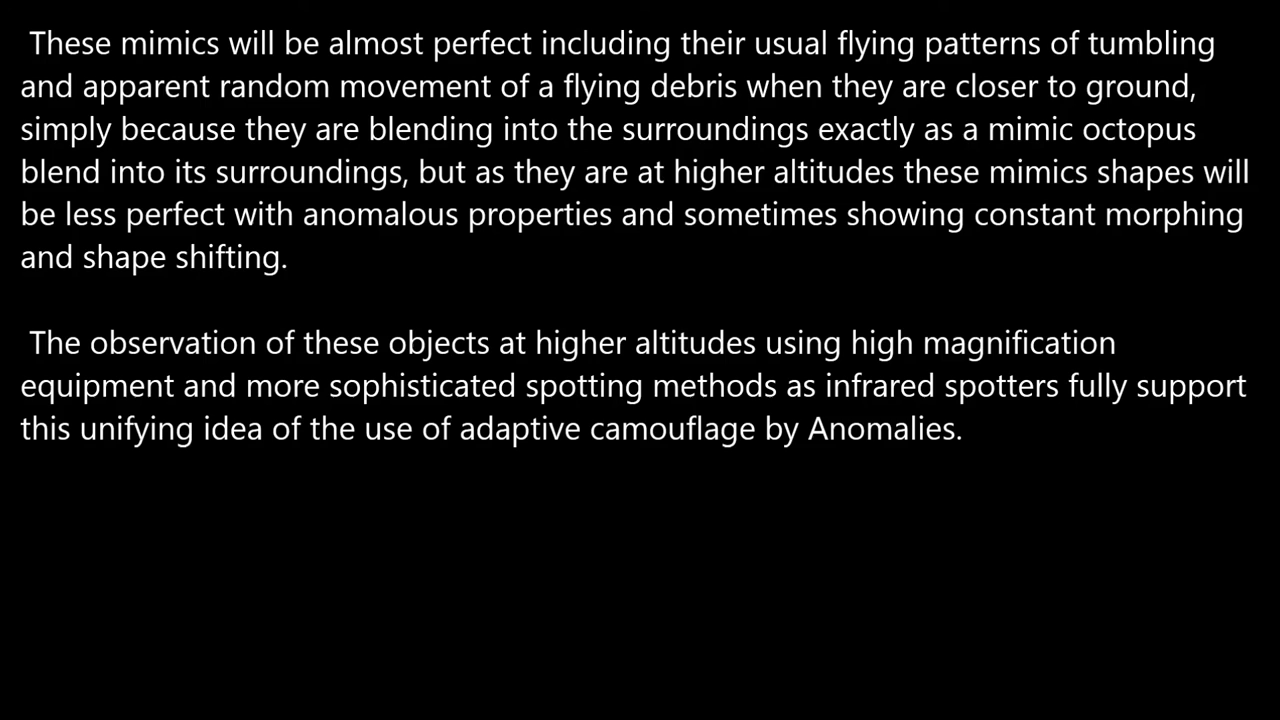 These mimics will be almost perfect including their usual flying patterns of tumbling
and apparent random movement of a flying debris when they are closer to ground,
simply because they are blending into the surroundings exactly as a mimic octopus
blend into its surroundings, but as they are at higher altitudes these mimics shapes will
be less perfect with anomalous properties and sometimes showing constant morphing
and shape shifting.
The observation of these objects at higher altitudes using high magnification
equipment and more sophisticated spotting methods as infrared spotters fully support
this unifying idea of the use of adaptive camouflage by Anomalies.